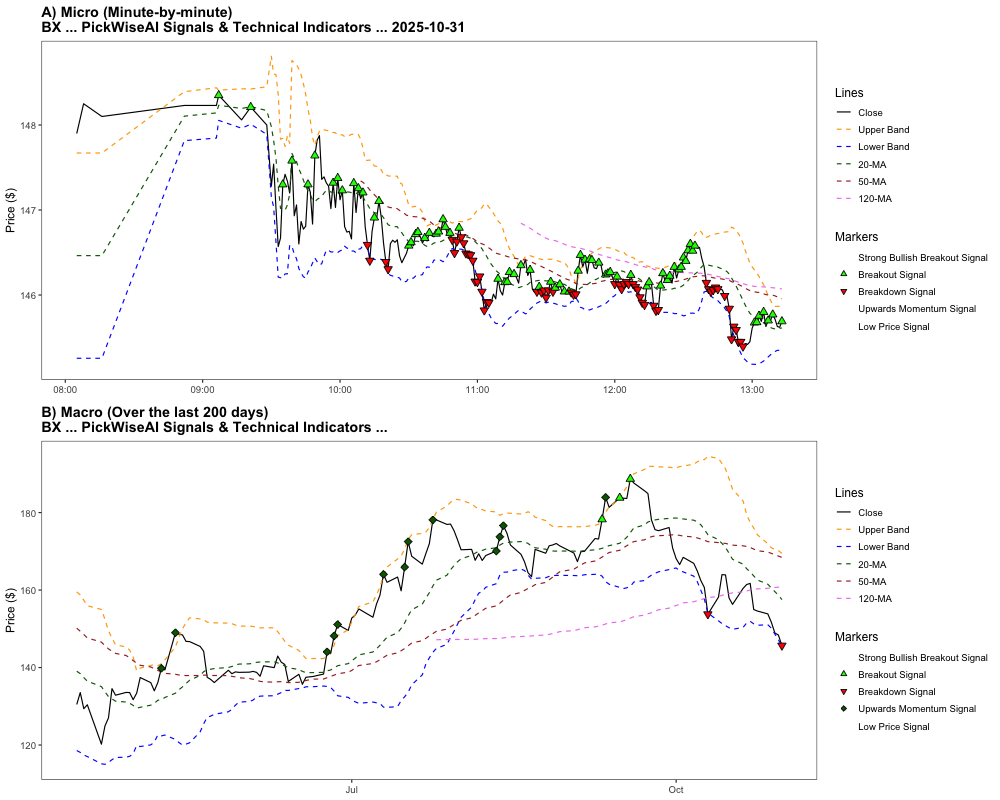 A) Micro (Minute-by-minute)
BX ... PickWiseAI Signals & Technical Indicators ... 2025-10-31
Price ($)
148
147
146
08:00
09:00
10:00
11:00
12:00
13:00
Lines
Close
Upper Band
Lower Band
20-MA
50-MA
120-MA
Markers
Strong Bullish Breakout Signal
Breakout Signal
Breakdown Signal
Upwards Momentum Signal
Low Price Signal
B) Macro (Over the last 200 days)
BX ... PickWiseAI Signals & Technical Indicators ...
Price ($)
180
160
140
120
Jul
Oct
Lines
Close
Upper Band
Lower Band
20-MA
50-MA
120-MA
Markers
Strong Bullish Breakout Signal
Breakout Signal
Breakdown Signal
Upwards Momentum Signal
Low Price Signal